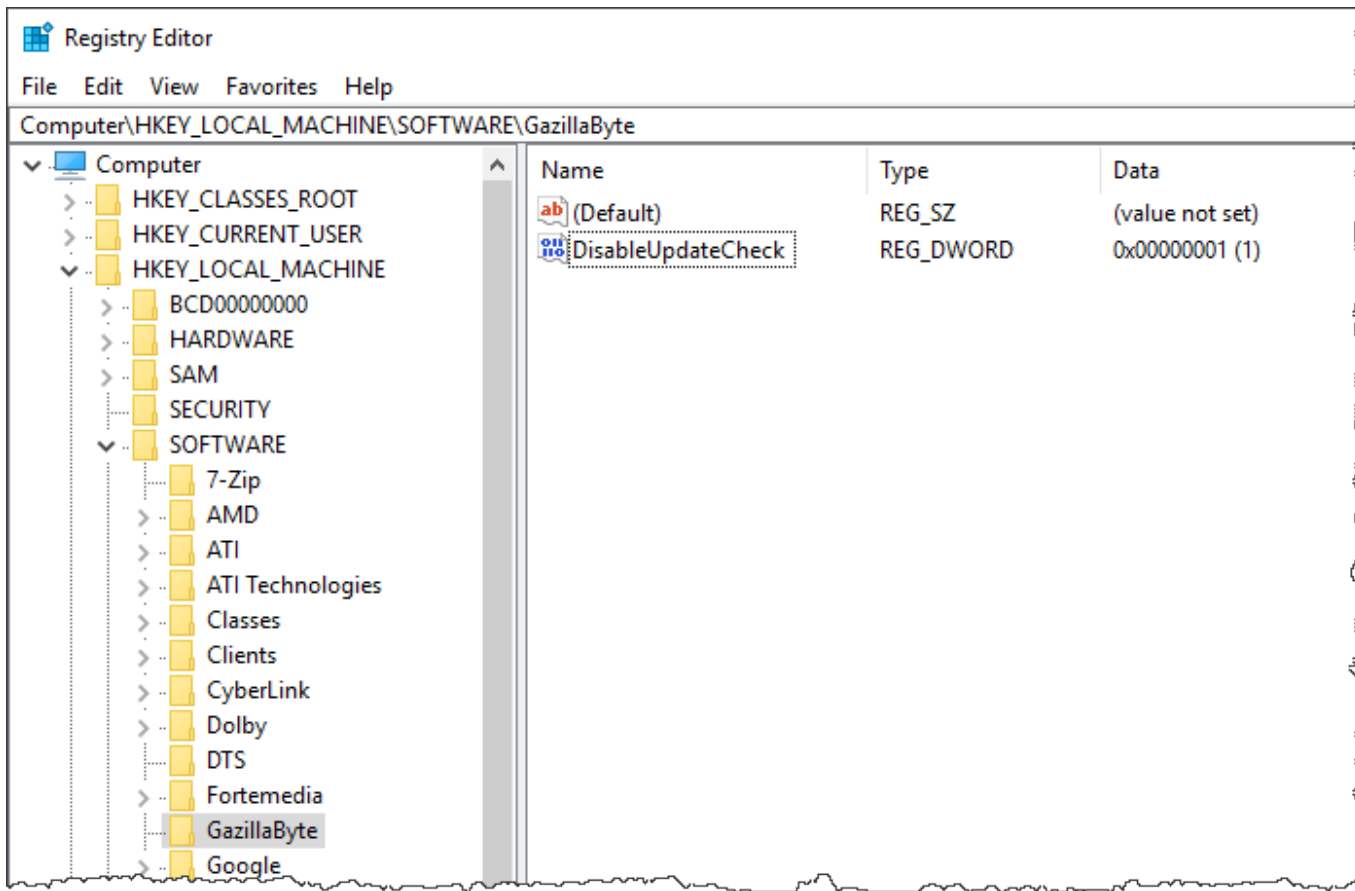 Registry Editor
File Edit View Favorites Help
Computer\HKEY_LOCAL_MACHINE\SOFTWARE\GazillaByte
Computer
HKEY_CLASSES_ROOT
HKEY_CURRENT_USER
HKEY_LOCAL_MACHINE
BCD00000000
HARDWARE
SAM
SECURITY
SOFTWARE
7-Zip
AMD
ATI
ATI Technologies
Classes
Clients
CyberLink
Dolby
DTS
Fortemedia
GazillaByte
Google
Name Type Data
(Default) REG_SZ (value not set)
DisableUpdateCheck REG_DWORD 0x00000001 (1)